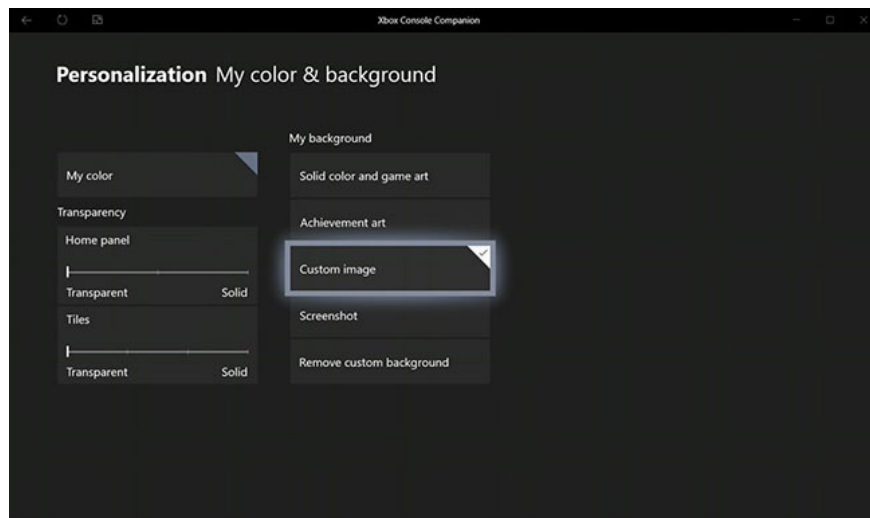 Xbox Console Companion
Personalization My color & background
My background
My color
Solid color and game art
Transparency
Achievement art
Home panel
Custom image
Transparent Solid
Screenshot
Tiles
Remove custom background
Transparent Solid